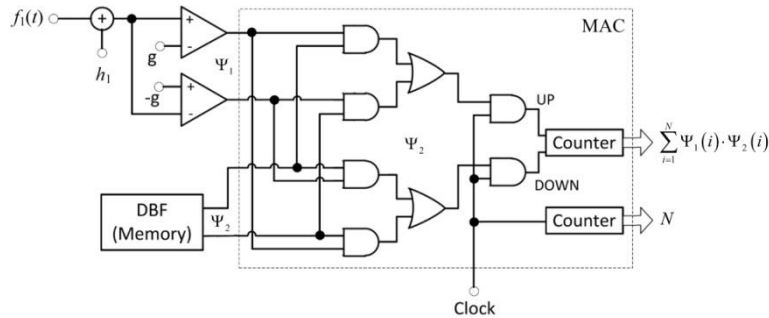 MAC
f₁(t)
+
h₁
+
-
g
Ψ₁
+
-
-g
UP
Counter
∑_{i=1}^{N} Ψ₁(i)·Ψ₂(i)
Ψ₂
DOWN
DBF
(Memory)
Ψ₂
Counter
N
Clock